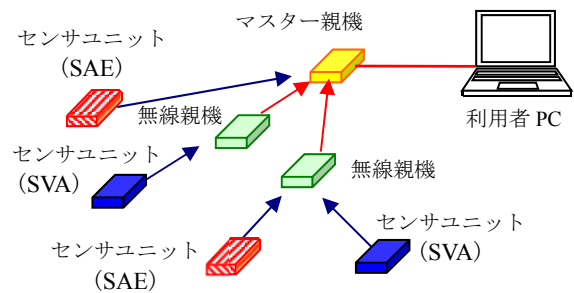 マスター親機
センサユニット
（SAE）
無線親機
利用者 PC
センサユニット
（SVA）
無線親機
センサユニット
（SVA）
センサユニット
（SAE）